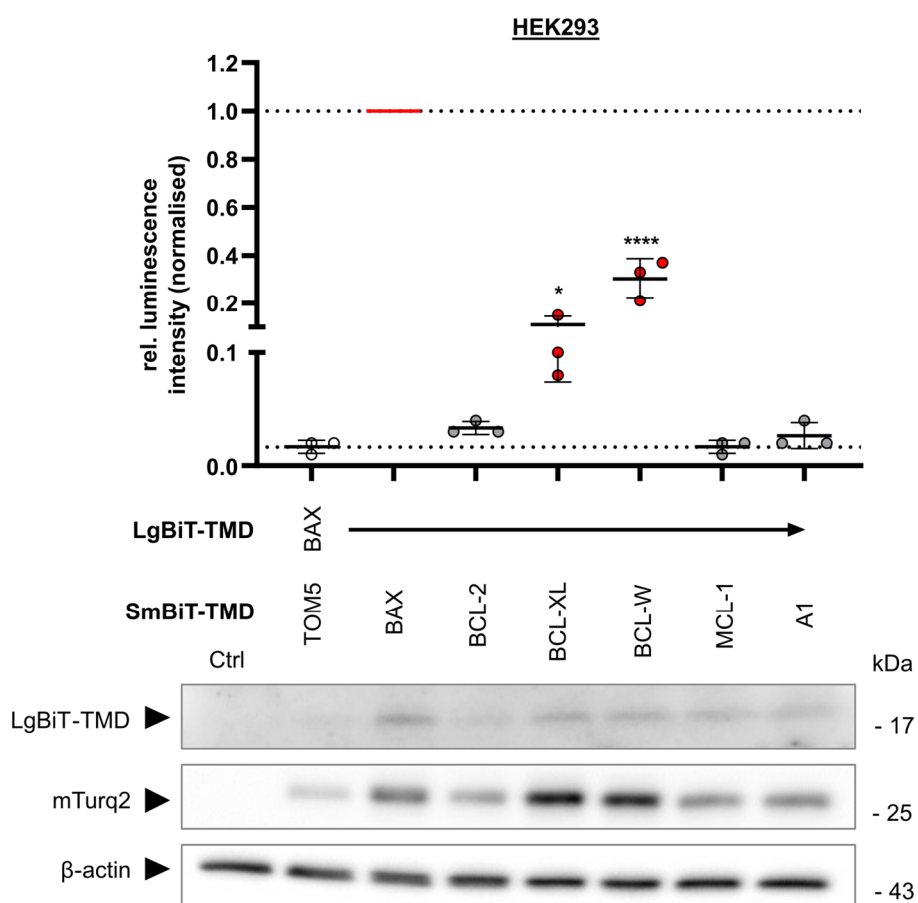 HEK293
rel. luminescence
intensity (normalised)
1.2
1.0
0.8
0.6
0.4
0.2
0.1
0.0
*
****
LgBiT-TMD
BAX
SmBiT-TMD
TOM5
BAX
BCL-2
BCL-XL
BCL-W
MCL-1
A1
Ctrl
kDa
LgBiT-TMD
- 17
mTurq2
- 25
β-actin
- 43